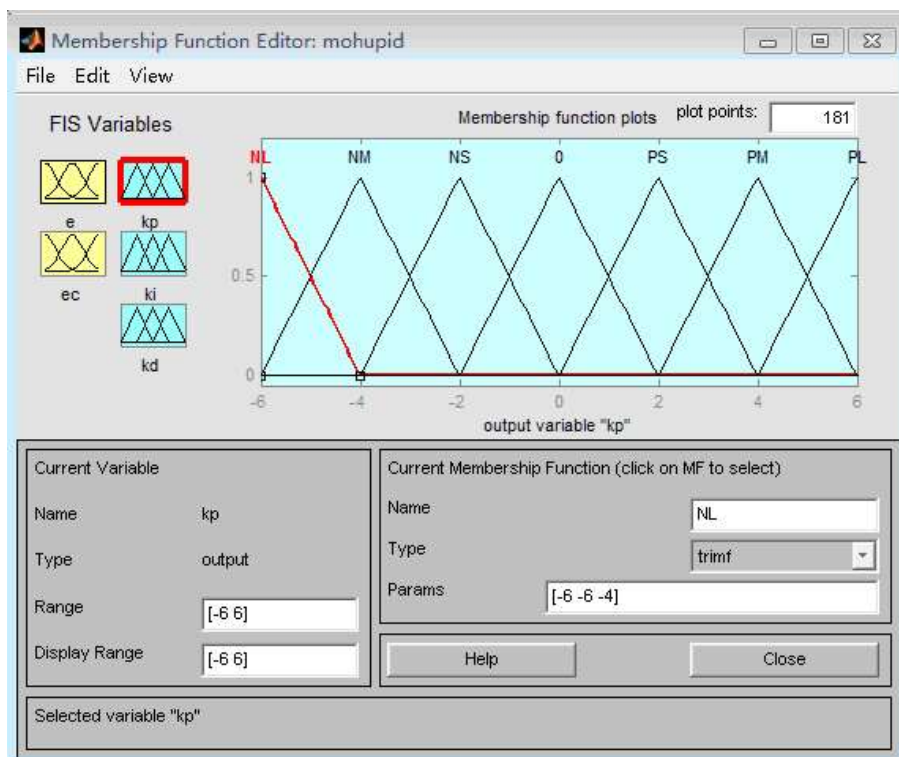 Membership Function Editor: mohupid
File Edit View
FIS Variables
Membership function plots plot points: 181
NL NM NS 0 PS PM PL
1
0.5
0
-6 -4 -2 0 2 4 6
output variable "kp"
e kp
ec ki
kd
Current Variable
Name kp
Type output
Range [-6 6]
Display Range [-6 6]
Current Membership Function (click on MF to select)
Name NL
Type trimf
Params [-6 -6 -4]
Help Close
Selected variable "kp"